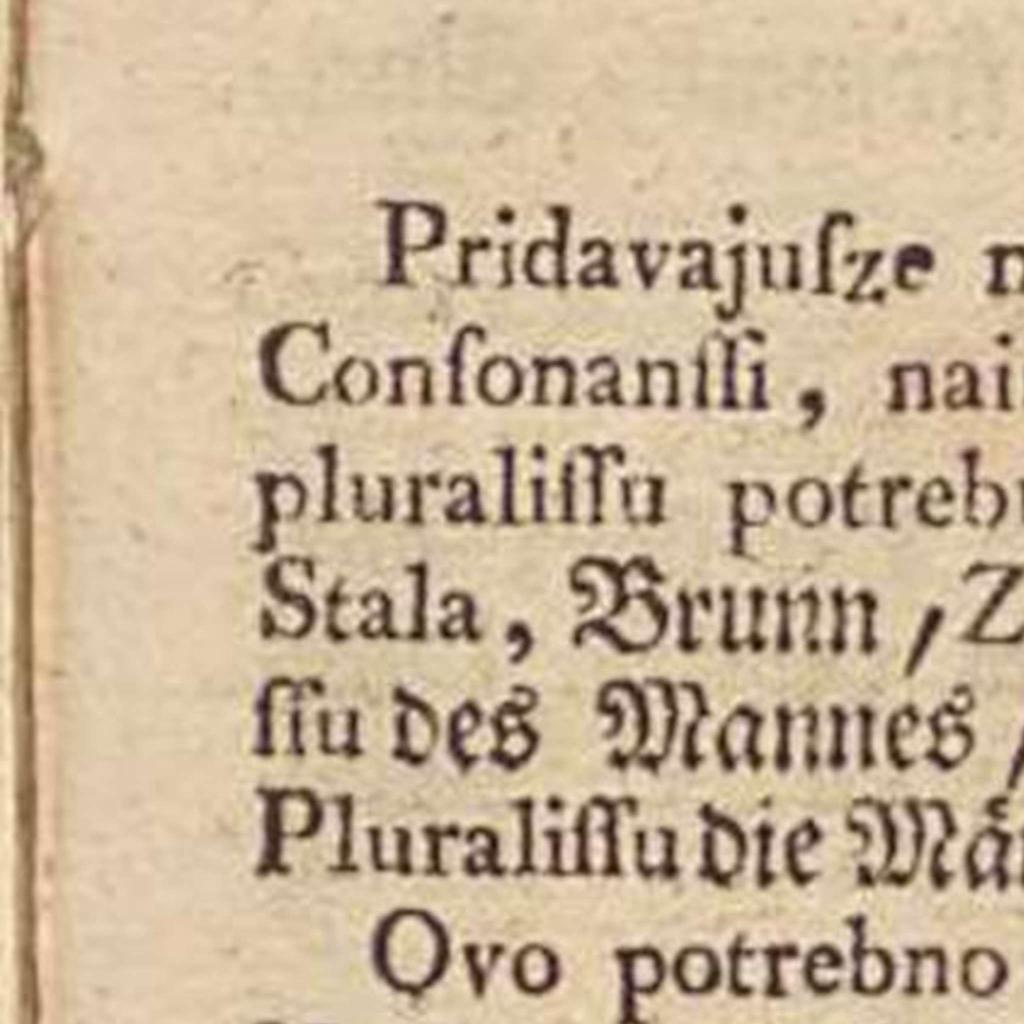 Pridavajuſze
Conſonanſſi, nai
pluraliſſu potreb
Stala, Brunn / Z
ſſu des Mannes /
Pluraliſſu die Mä
Ovo potrebno